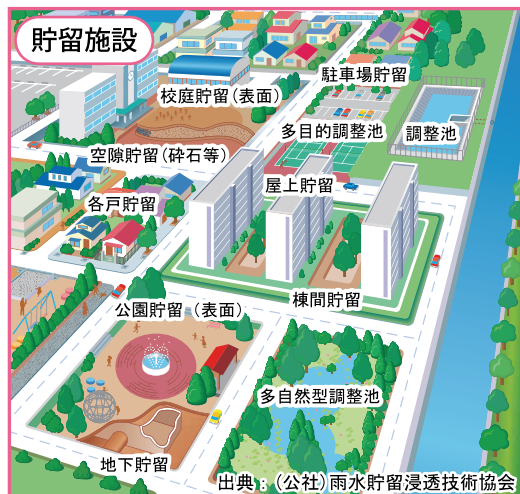 貯留施設
駐車場貯留
校庭貯留（表面）
多目的調整池
調整池
空隙貯留（砕石等）
屋上貯留
各戸貯留
棟間貯留
公園貯留（表面）
多自然型調整池
地下貯留
出典：（公社）雨水貯留浸透技術協会